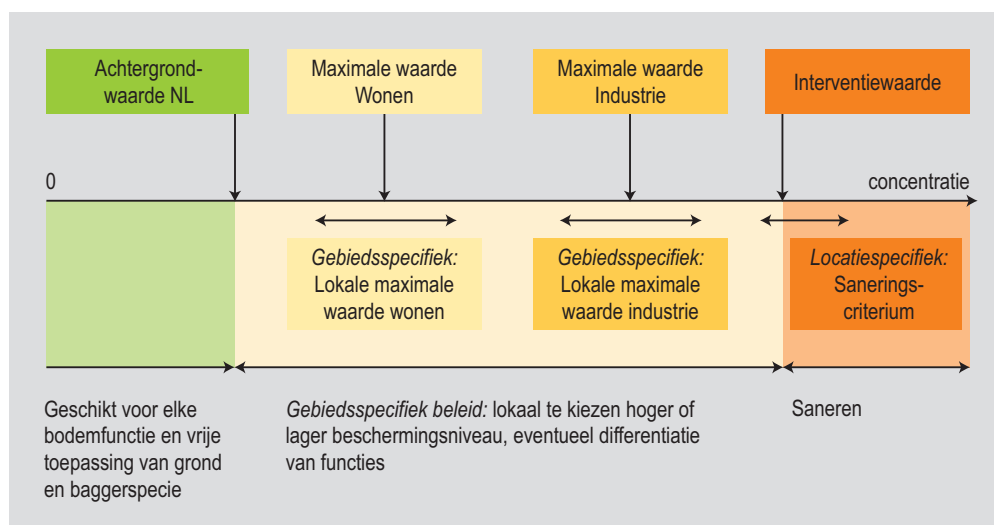 Achtergrond-
waarde NL
Maximale waarde
Wonen
Maximale waarde
Industrie
Interventiewaarde
0
concentratie
Gebiedsspecifiek:
Lokale maximale
waarde wonen
Gebiedsspecifiek:
Lokale maximale
waarde industrie
Locatiespecifiek:
Sanerings-
criterium
Geschikt voor elke
bodemfunctie en vrije
toepassing van grond
en baggerspecie
Gebiedsspecifiek beleid: lokaal te kiezen hoger of
lager beschermingsniveau, eventueel differentiatie
van functies
Saneren